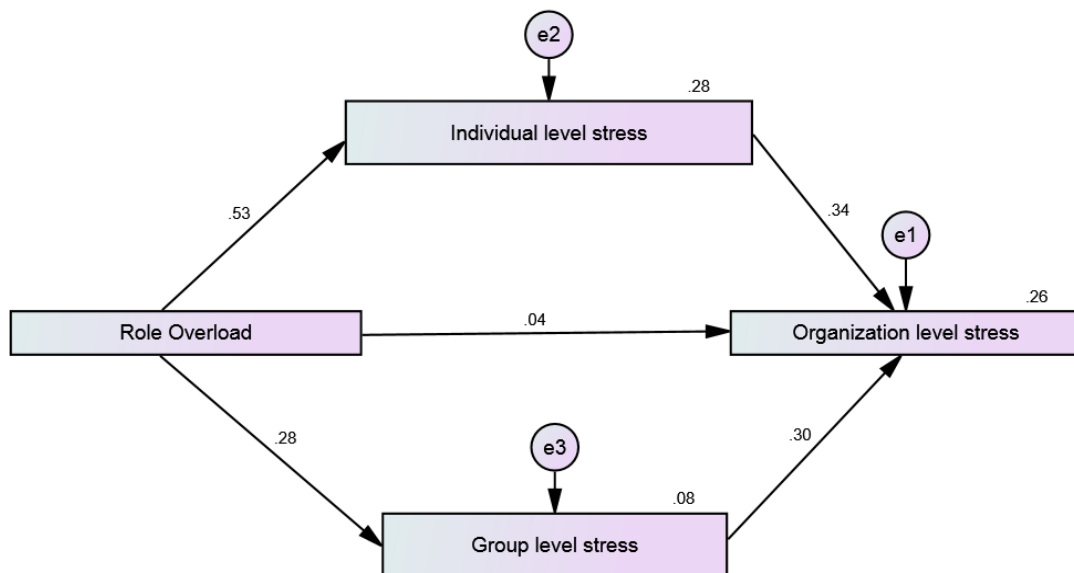 e2
.28
Individual level stress
.53
.34
e1
.26
Role Overload
.04
Organization level stress
.28
.30
e3
.08
Group level stress